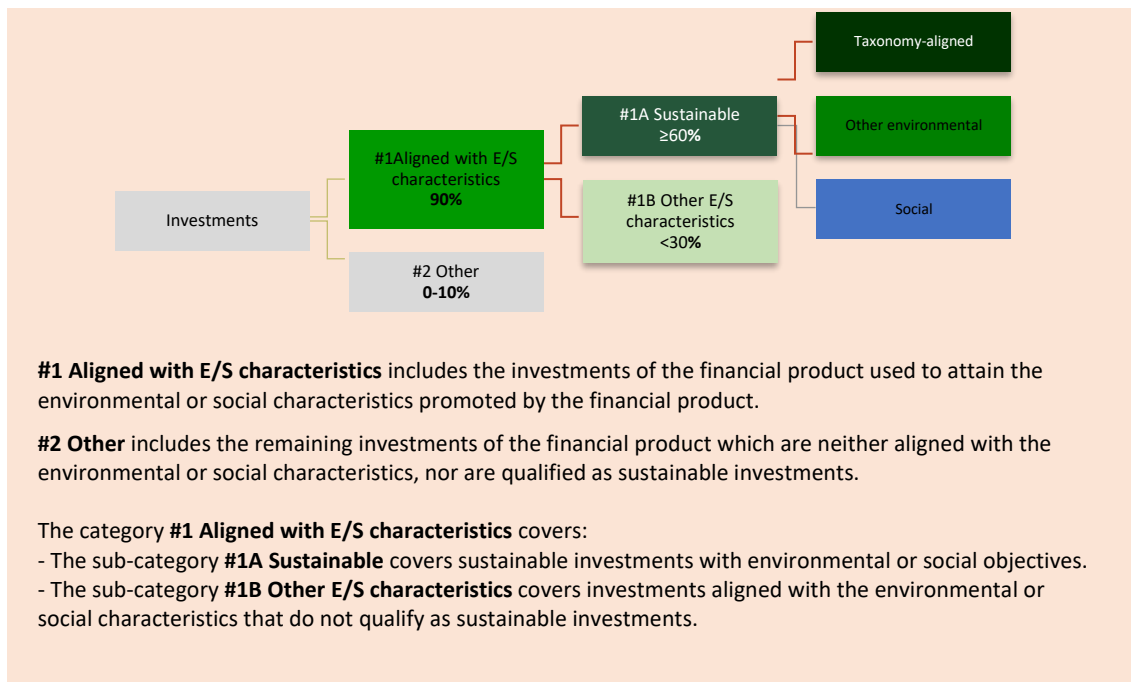 Taxonomy-aligned
#1A Sustainable
≥60%
Other environmental
#1Aligned with E/S
characteristics
90%
#1B Other E/S
characteristics
<30%
Social
Investments
#2 Other
0-10%
#1 Aligned with E/S characteristics includes the investments of the financial product used to attain the
environmental or social characteristics promoted by the financial product.
#2 Other includes the remaining investments of the financial product which are neither aligned with the
environmental or social characteristics, nor are qualified as sustainable investments.
The category #1 Aligned with E/S characteristics covers:
- The sub-category #1A Sustainable covers sustainable investments with environmental or social objectives.
- The sub-category #1B Other E/S characteristics covers investments aligned with the environmental or
social characteristics that do not qualify as sustainable investments.